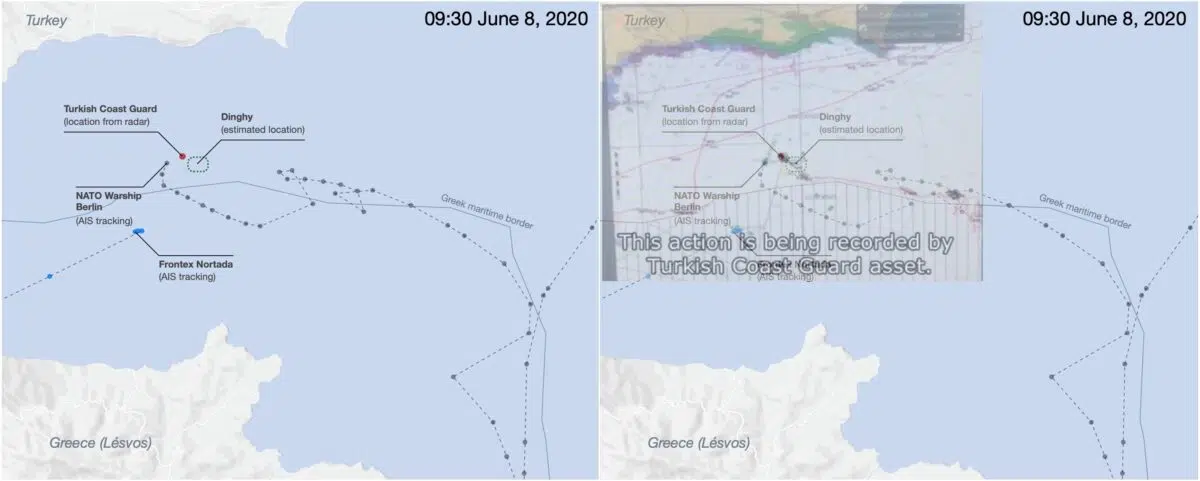 Turkey
09:30 June 8, 2020
Turkish Coast Guard
(location from radar)
Dinghy
(estimated location)
NATO Warship
Berlin
(AIS tracking)
Greek maritime border
Frontex Nortada
(AIS tracking)
Greece (Lésvos)
Turkey
09:30 June 8, 2020
Turkish Coast Guard
(location from radar)
Dinghy
(estimated location)
NATO Warship
Berlin
(AIS tracking)
Greek maritime border
This action is being recorded by
Turkish Coast Guard asset.
Frontex Nortada
(AIS tracking)
Greece (Lésvos)